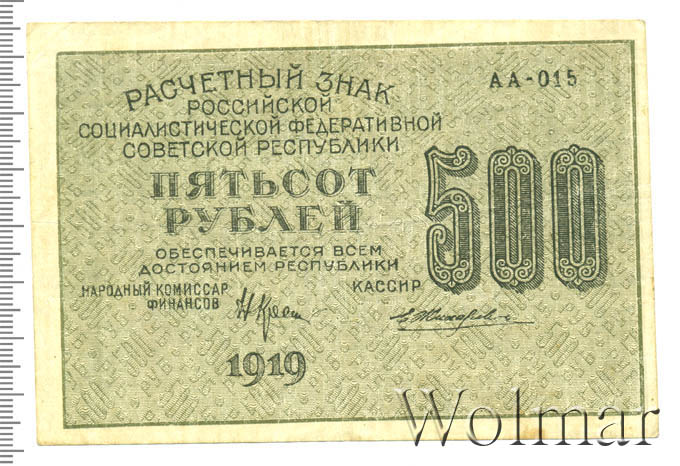 РАСЧЕТНЫЙ ЗНАК
АА-015
РОССИЙСКОЙ
СОЦИАЛИСТИЧЕСКОЙ ФЕДЕРАТИВНОЙ
СОВЕТСКОЙ РЕСПУБЛИКИ
ПЯТЬСОТ
РУБЛЕЙ
500
ОБЕСПЕЧИВАЕТСЯ ВСЕМ
ДОСТОЯНИЕМ РЕСПУБЛИКИ
НАРОДНЫЙ КОМИССАР
ФИНАНСОВ
КАССИР
1919
Wolmar